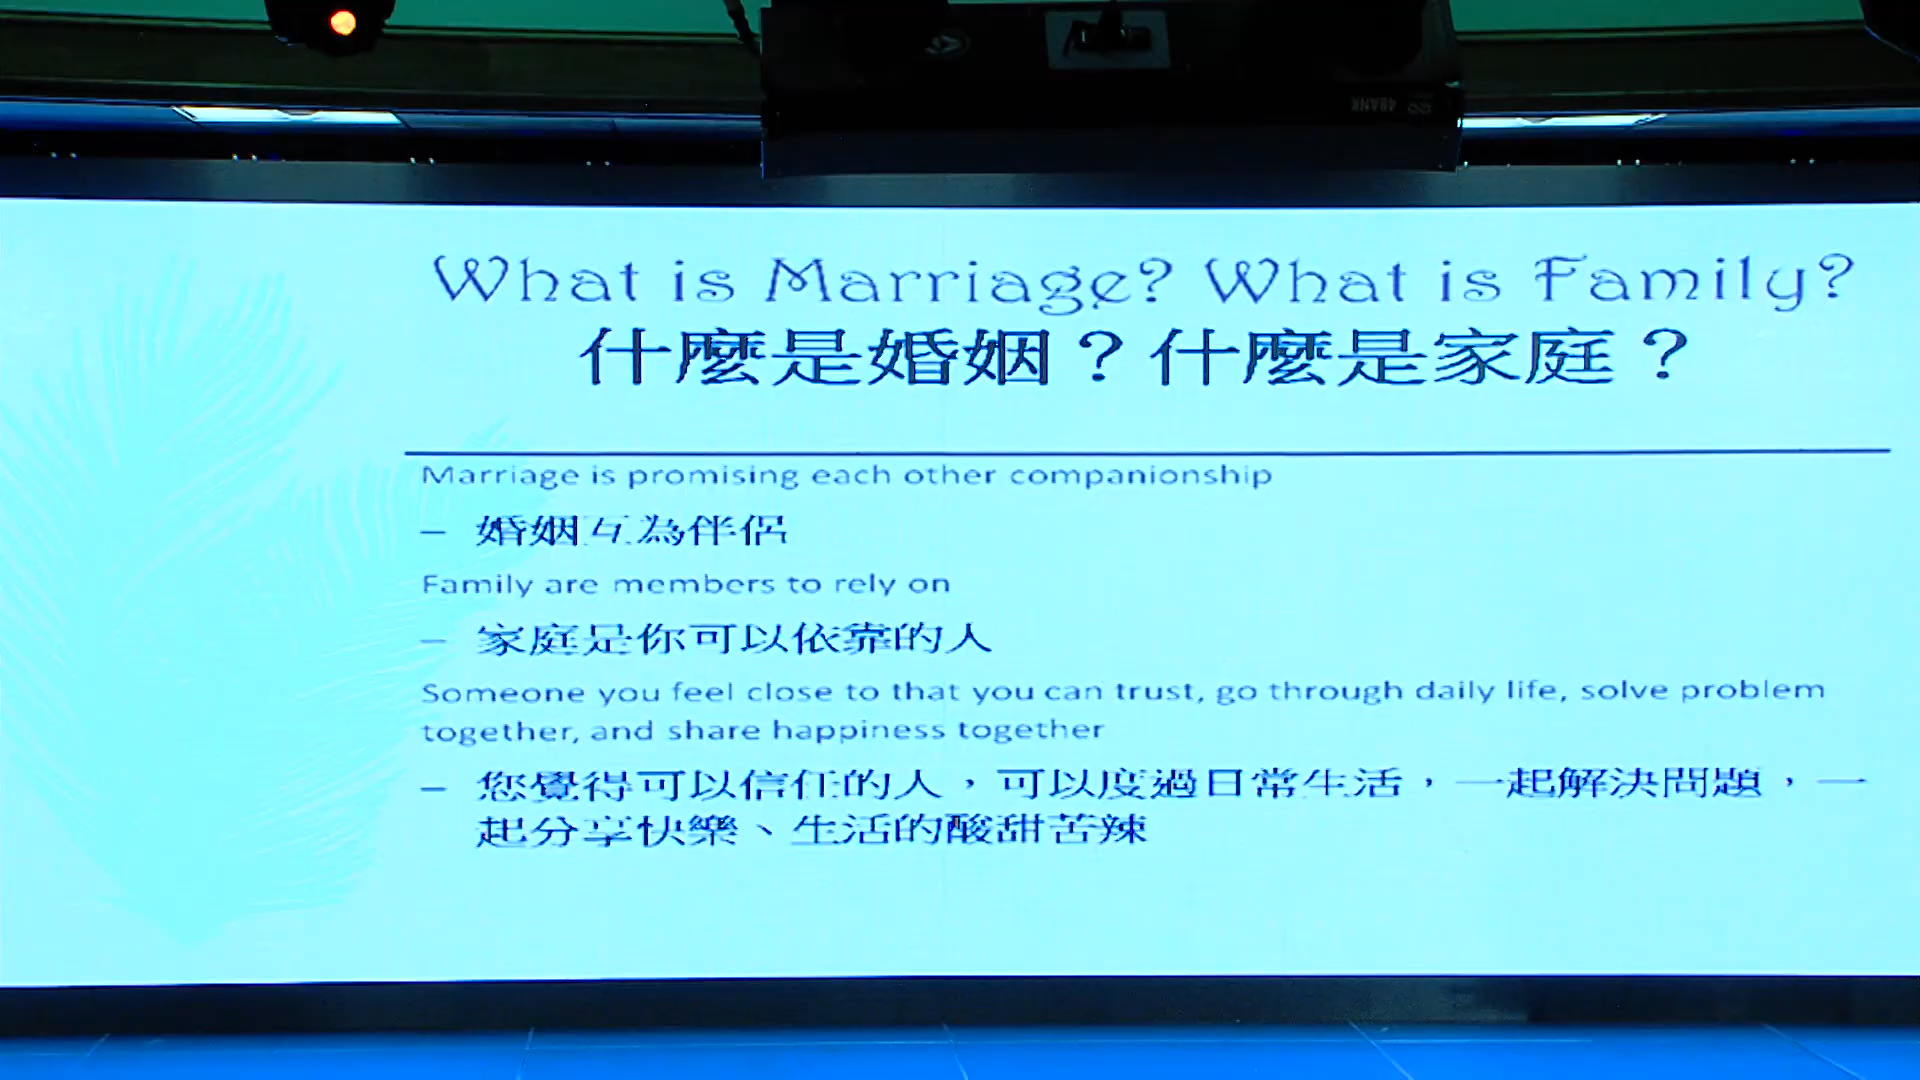 What is Marriage? What is Family?
什麼是婚姻？什麼是家庭？
Marriage is promising each other companionship
– 婚姻互為伴侶
Family are members to rely on
– 家庭是你可以依靠的人
Someone you feel close to that you can trust, go through daily life, solve problem
together, and share happiness together
– 您覺得可以信任的人，可以度過日常生活，一起解決問題，一
起分享快樂、生活的酸甜苦辣